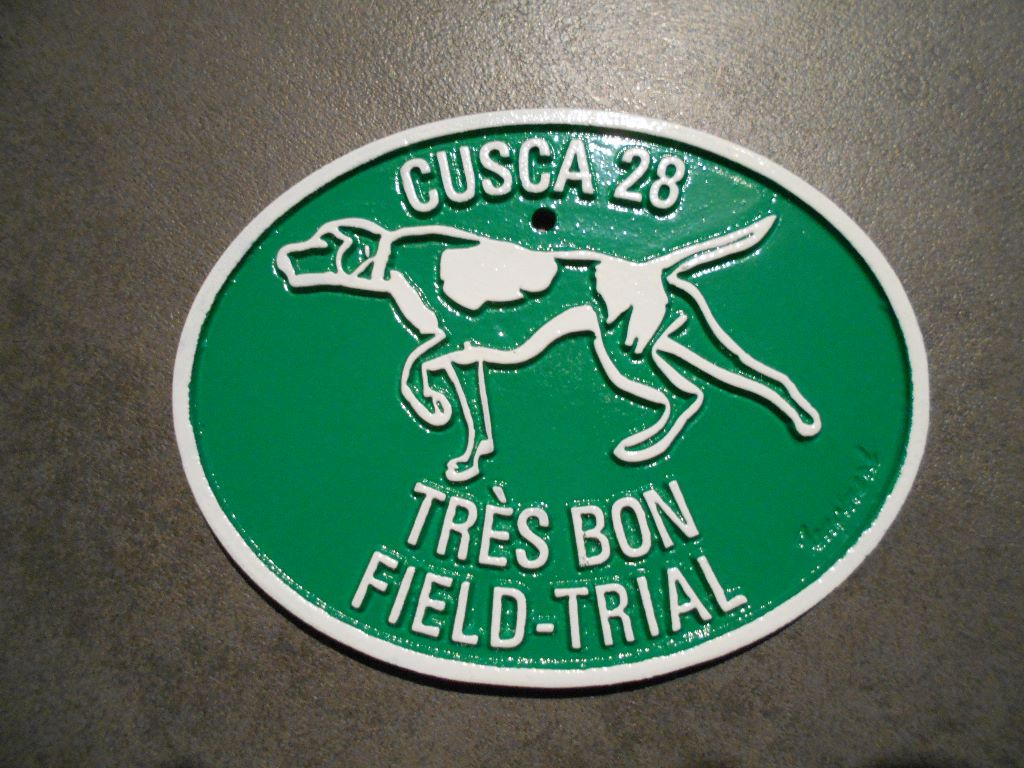 CUSCA 28
TRÈS BON
FIELD-TRIAL